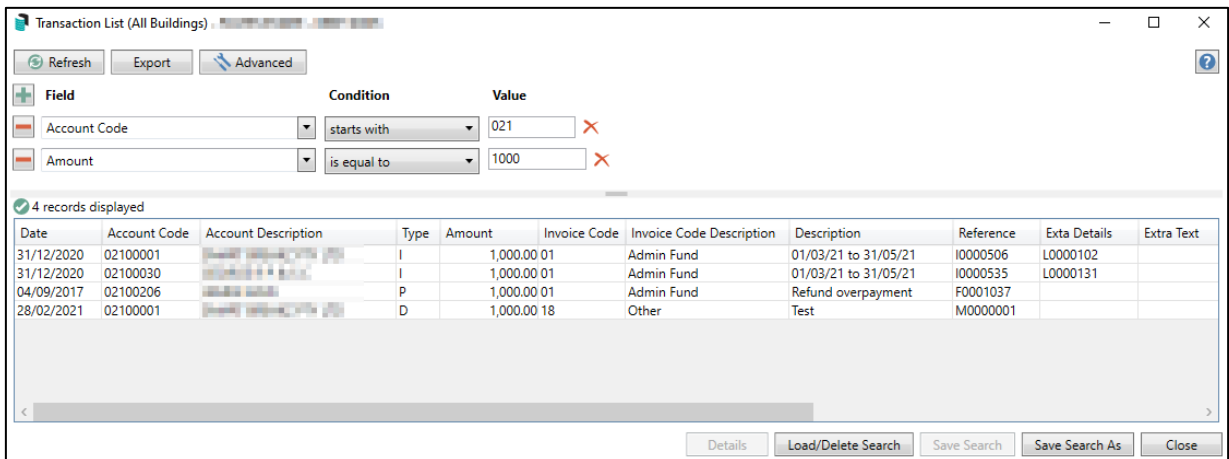 Transaction List (All Buildings)
Refresh Export Advanced
Field Condition Value
Account Code starts with 021
Amount is equal to 1000
4 records displayed
Date Account Code Account Description Type Amount Invoice Code Invoice Code Description Description Reference Exta Details Extra Text
31/12/2020 02100001 I 1,000.00 01 Admin Fund 01/03/21 to 31/05/21 I0000506 L0000102
31/12/2020 02100030 I 1,000.00 01 Admin Fund 01/03/21 to 31/05/21 I0000535 L0000131
04/09/2017 02100206 P 1,000.00 01 Admin Fund Refund overpayment F0001037
28/02/2021 02100001 D 1,000.00 18 Other Test M0000001
Details Load/Delete Search Save Search Save Search As Close